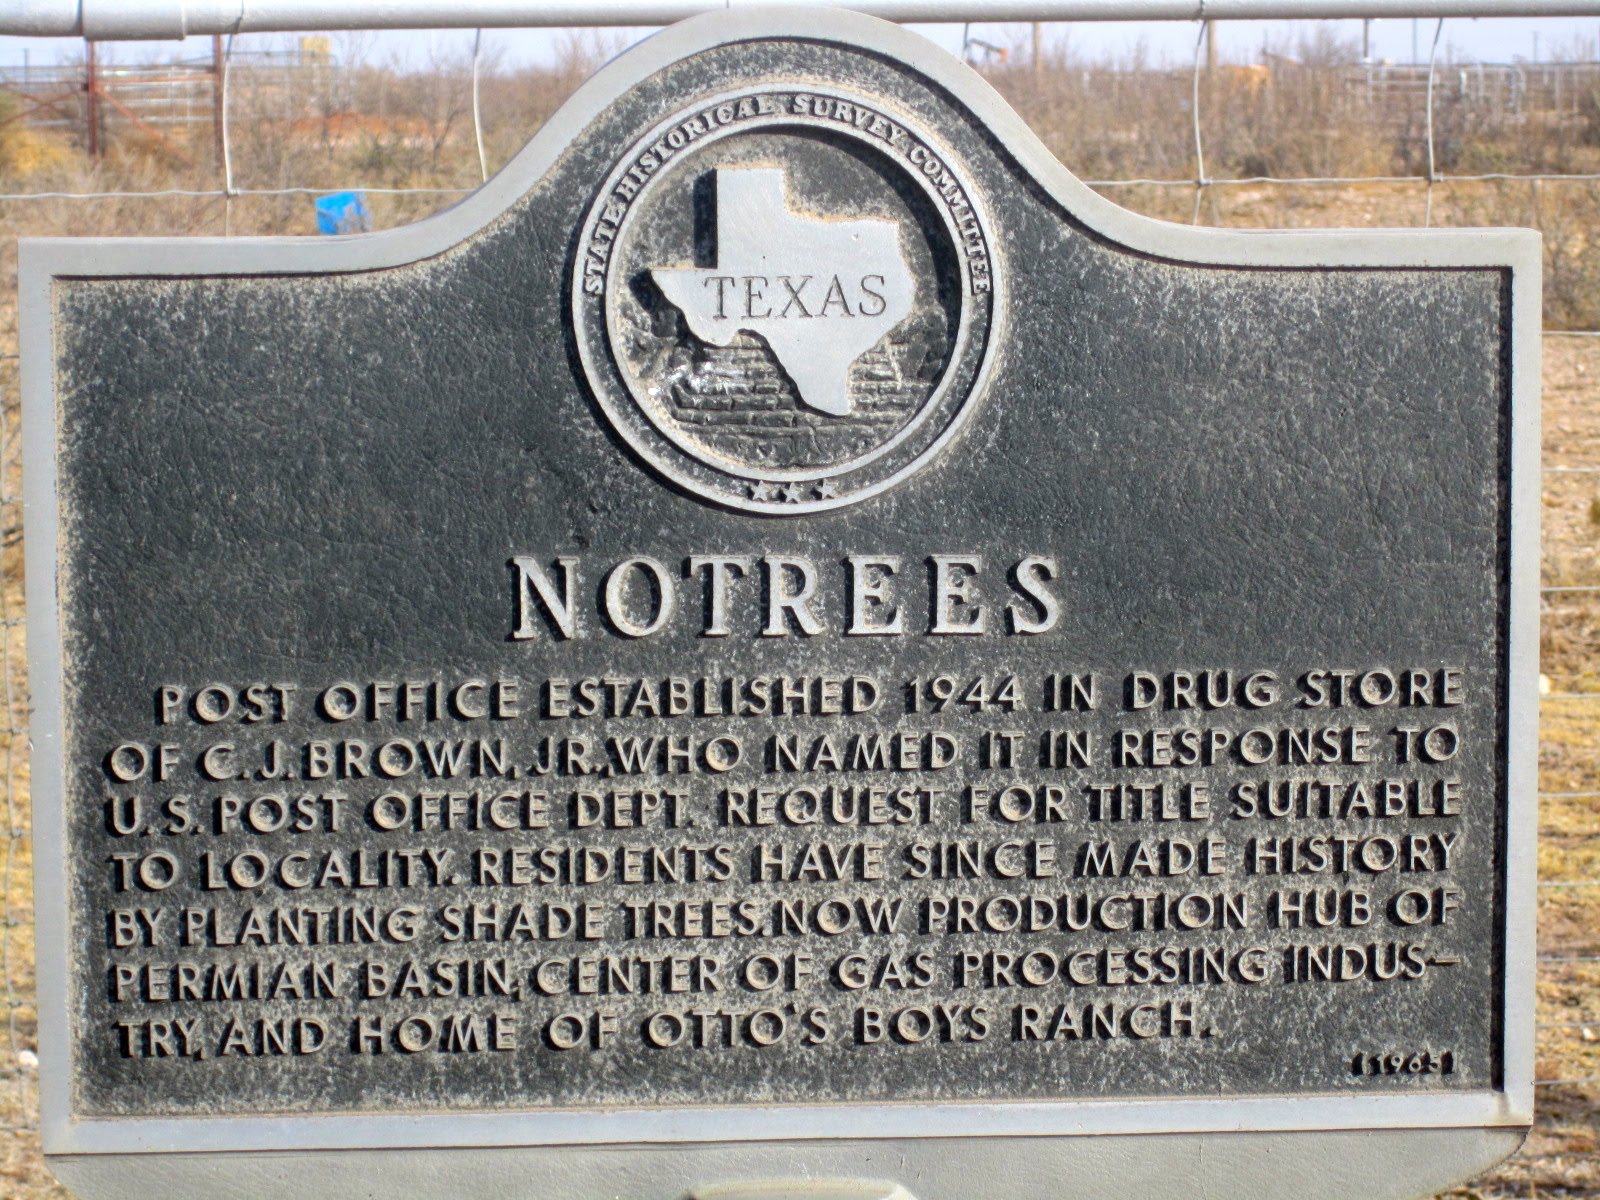 STATE HISTORICAL SURVEY COMMITTEE
TEXAS
NOTREES
POST OFFICE ESTABLISHED 1944 IN DRUG STORE
OF C. J. BROWN, JR., WHO NAMED IT IN RESPONSE TO
U. S. POST OFFICE DEPT. REQUEST FOR TITLE SUITABLE
TO LOCALITY. RESIDENTS HAVE SINCE MADE HISTORY
BY PLANTING SHADE TREES. NOW PRODUCTION HUB OF
PERMIAN BASIN, CENTER OF GAS PROCESSING INDUS-
TRY, AND HOME OF OTTO'S BOYS RANCH.
(1965)